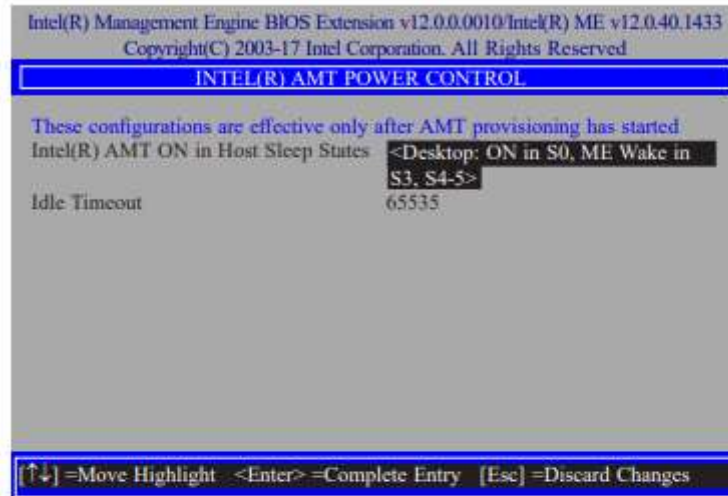 Intel(R) Management Engine BIOS Extension v12.0.0.0010/Intel(R) ME v12.0.40.1433
Copyright(C) 2003-17 Intel Corporation. All Rights Reserved
INTEL(R) AMT POWER CONTROL
These configurations are effective only after AMT provisioning has started
Intel(R) AMT ON in Host Sleep States <Desktop: ON in S0, ME Wake in
S3, S4-5>
Idle Timeout 65535
[↑↓] =Move Highlight <Enter> =Complete Entry [Esc] =Discard Changes